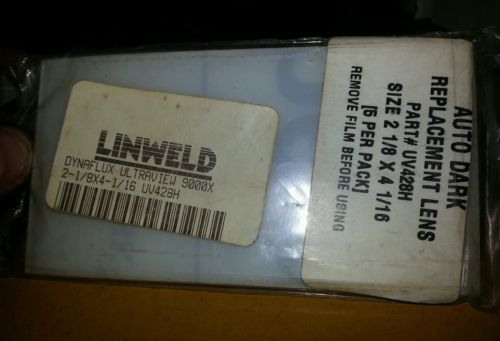 LINWELD
DYNAFLUX ULTRAVIEW 9000X
2-1/8X4-1/16 UV428H
AUTO DARK
REPLACEMENT LENS
PART# UV428H
SIZE 2 1/8 X 4 1/16
[5 PER PACK]
REMOVE FILM BEFORE USING